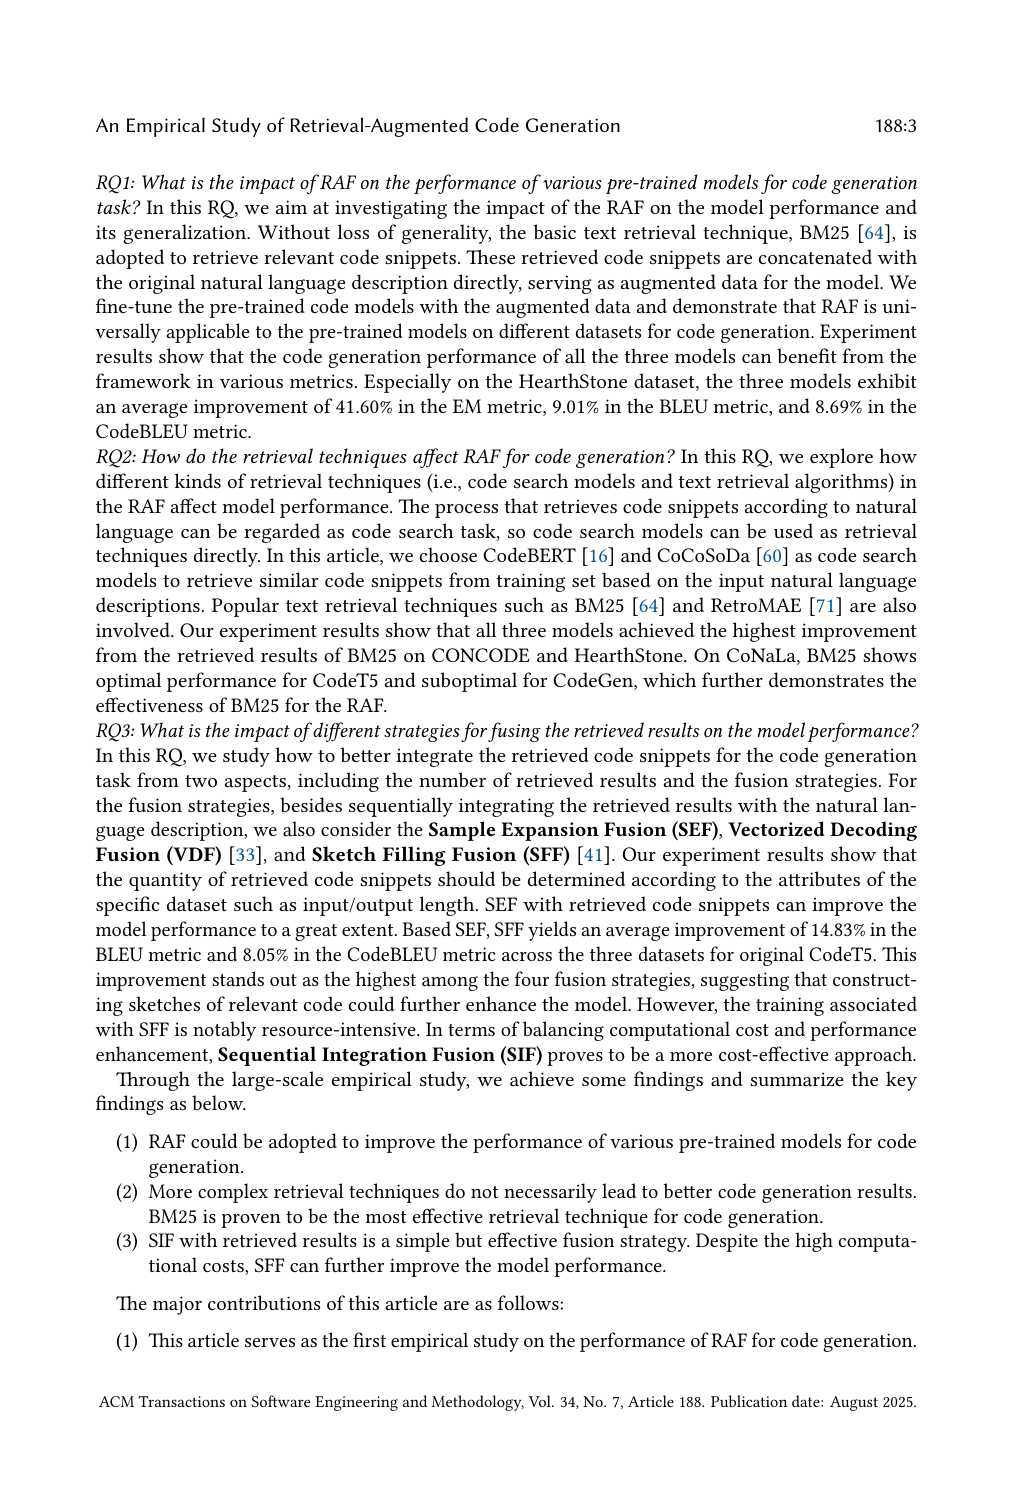 An Empirical Study of Retrieval-Augmented Code Generation 188:3
RQ1: What is the impact of RAF on the performance of various pre-trained models for code generation
task? In this RQ, we aim at investigating the impact of the RAF on the model performance and
its generalization. Without loss of generality, the basic text retrieval technique, BM25 [64], is
adopted to retrieve relevant code snippets. These retrieved code snippets are concatenated with
the original natural language description directly, serving as augmented data for the model. We
fine-tune the pre-trained code models with the augmented data and demonstrate that RAF is uni-
versally applicable to the pre-trained models on different datasets for code generation. Experiment
results show that the code generation performance of all the three models can benefit from the
framework in various metrics. Especially on the HearthStone dataset, the three models exhibit
an average improvement of 41.60% in the EM metric, 9.01% in the BLEU metric, and 8.69% in the
CodeBLEU metric.
RQ2: How do the retrieval techniques affect RAF for code generation? In this RQ, we explore how
different kinds of retrieval techniques (i.e., code search models and text retrieval algorithms) in
the RAF affect model performance. The process that retrieves code snippets according to natural
language can be regarded as code search task, so code search models can be used as retrieval
techniques directly. In this article, we choose CodeBERT [16] and CoCoSoDa [60] as code search
models to retrieve similar code snippets from training set based on the input natural language
descriptions. Popular text retrieval techniques such as BM25 [64] and RetroMAE [71] are also
involved. Our experiment results show that all three models achieved the highest improvement
from the retrieved results of BM25 on CONCODE and HearthStone. On CoNaLa, BM25 shows
optimal performance for CodeT5 and suboptimal for CodeGen, which further demonstrates the
effectiveness of BM25 for the RAF.
RQ3: What is the impact of different strategies for fusing the retrieved results on the model performance?
In this RQ, we study how to better integrate the retrieved code snippets for the code generation
task from two aspects, including the number of retrieved results and the fusion strategies. For
the fusion strategies, besides sequentially integrating the retrieved results with the natural lan-
guage description, we also consider the Sample Expansion Fusion (SEF), Vectorized Decoding
Fusion (VDF) [33], and Sketch Filling Fusion (SFF) [41]. Our experiment results show that
the quantity of retrieved code snippets should be determined according to the attributes of the
specific dataset such as input/output length. SEF with retrieved code snippets can improve the
model performance to a great extent. Based SEF, SFF yields an average improvement of 14.83% in the
BLEU metric and 8.05% in the CodeBLEU metric across the three datasets for original CodeT5. This
improvement stands out as the highest among the four fusion strategies, suggesting that construct-
ing sketches of relevant code could further enhance the model. However, the training associated
with SFF is notably resource-intensive. In terms of balancing computational cost and performance
enhancement, Sequential Integration Fusion (SIF) proves to be a more cost-effective approach.
Through the large-scale empirical study, we achieve some findings and summarize the key
findings as below.
(1) RAF could be adopted to improve the performance of various pre-trained models for code
generation.
(2) More complex retrieval techniques do not necessarily lead to better code generation results.
BM25 is proven to be the most effective retrieval technique for code generation.
(3) SIF with retrieved results is a simple but effective fusion strategy. Despite the high computa-
tional costs, SFF can further improve the model performance.
The major contributions of this article are as follows:
(1) This article serves as the first empirical study on the performance of RAF for code generation.
ACM Transactions on Software Engineering and Methodology, Vol. 34, No. 7, Article 188. Publication date: August 2025.